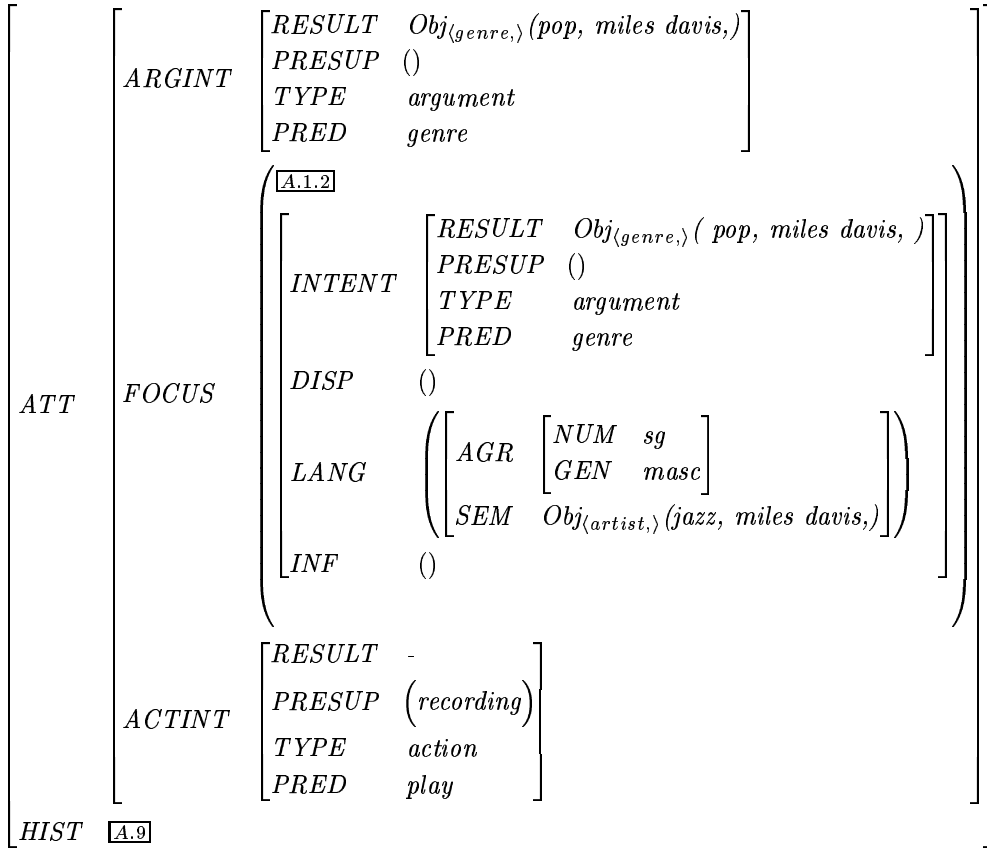 RESULT Obj⟨genre,⟩(pop, miles davis,)
PRESUP ()
ARGINT
TYPE argument
PRED genre
A.1.2
RESULT Obj⟨genre,⟩( pop, miles davis, )
PRESUP ()
INTENT
TYPE argument
PRED genre
DISP ()
ATT FOCUS
NUM sg
AGR
GEN masc
LANG
SEM Obj⟨artist,⟩(jazz, miles davis,)
INF ()
RESULT -
PRESUP (recording)
ACTINT
TYPE action
PRED play
HIST A.9